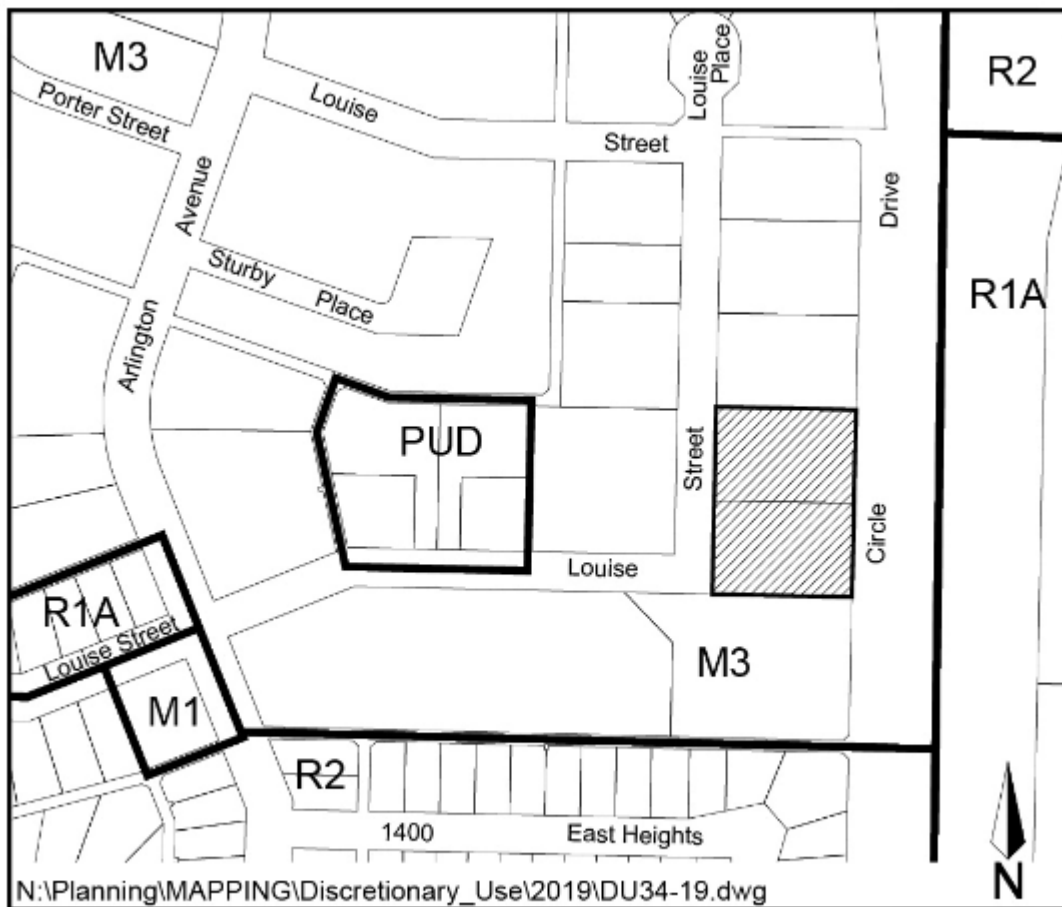 M3
Porter Street
Louise
Louise
Place
R2
Street
Avenue
Drive
Sturby
Place
R1A
Arlington
PUD
Street
Circle
Louise
R1A
Louise Street
M3
M1
R2
1400
East Heights
N
N:\Planning\MAPPING\Discretionary_Use\2019\DU34-19.dwg